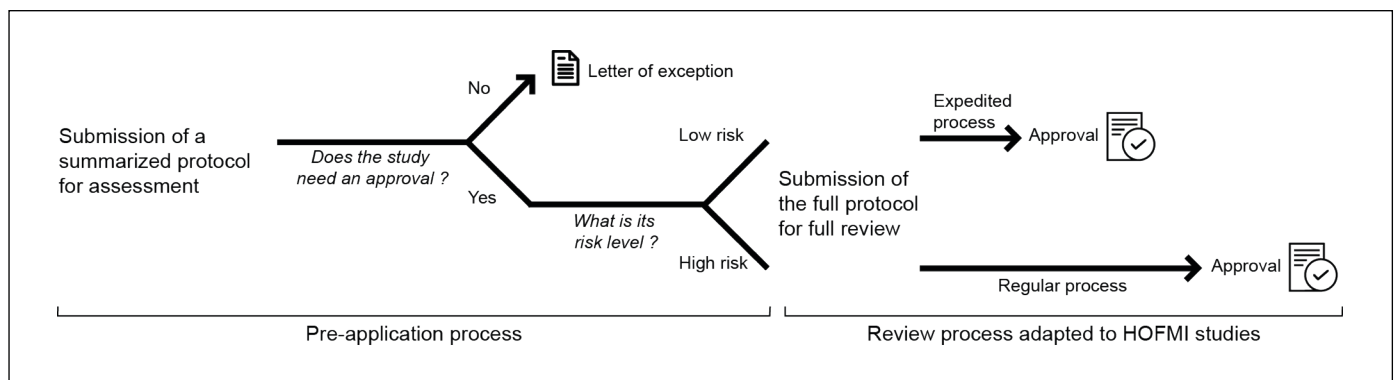 Submission of a
summarized protocol
for assessment
Does the study
need an approval ?
No
Letter of exception
Yes
What is its
risk level ?
Low risk
High risk
Submission of
the full protocol
for full review
Expedited
process
Approval
Regular process
Approval
Pre-application process
Review process adapted to HOFMI studies